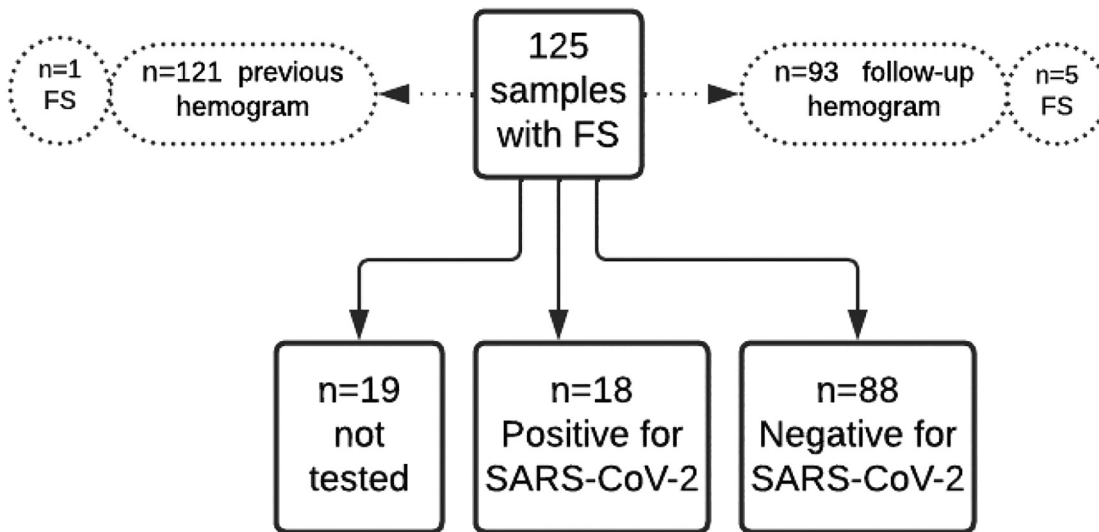 n=1
FS
n=121 previous
hemogram
125
samples
with FS
n=93 follow-up
hemogram
n=5
FS
n=19
not
tested
n=18
Positive for
SARS-CoV-2
n=88
Negative for
SARS-CoV-2